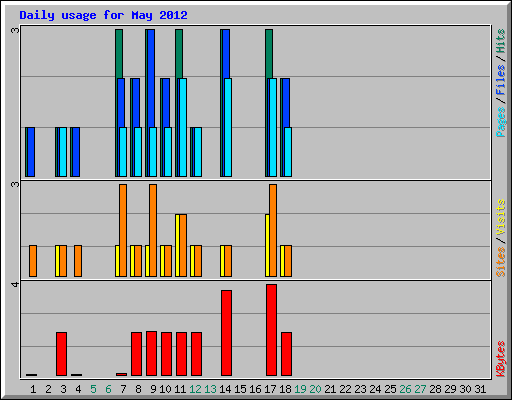 Daily usage for May 2012
3
3
4
Pages / Files / Hits
Sites / Visits
KBytes
1 2 3 4 5 6 7 8 9 10 11 12 13 14 15 16 17 18 19 20 21 22 23 24 25 26 27 28 29 30 31